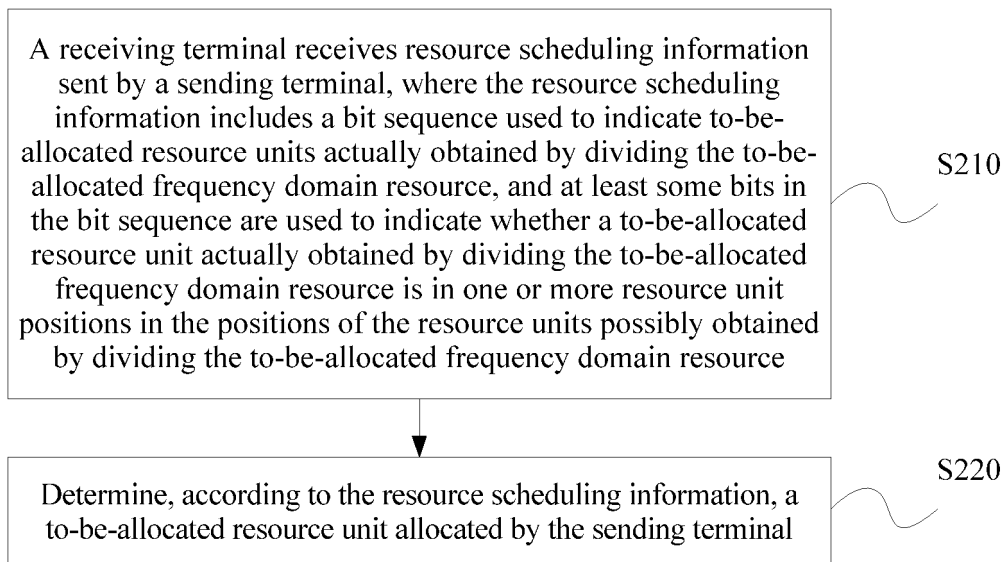 A receiving terminal receives resource scheduling information
sent by a sending terminal, where the resource scheduling
information includes a bit sequence used to indicate to-be-
allocated resource units actually obtained by dividing the to-be-
allocated frequency domain resource, and at least some bits in
the bit sequence are used to indicate whether a to-be-allocated
resource unit actually obtained by dividing the to-be-allocated
frequency domain resource is in one or more resource unit
positions in the positions of the resource units possibly obtained
by dividing the to-be-allocated frequency domain resource
S210
Determine, according to the resource scheduling information, a
to-be-allocated resource unit allocated by the sending terminal
S220